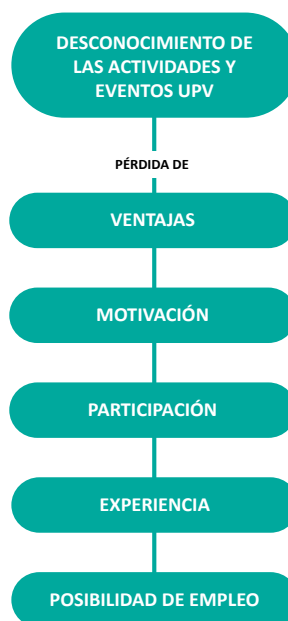 DESCONOCIMIENTO DE
LAS ACTIVIDADES Y
EVENTOS UPV
PÉRDIDA DE
VENTAJAS
MOTIVACIÓN
PARTICIPACIÓN
EXPERIENCIA
POSIBILIDAD DE EMPLEO